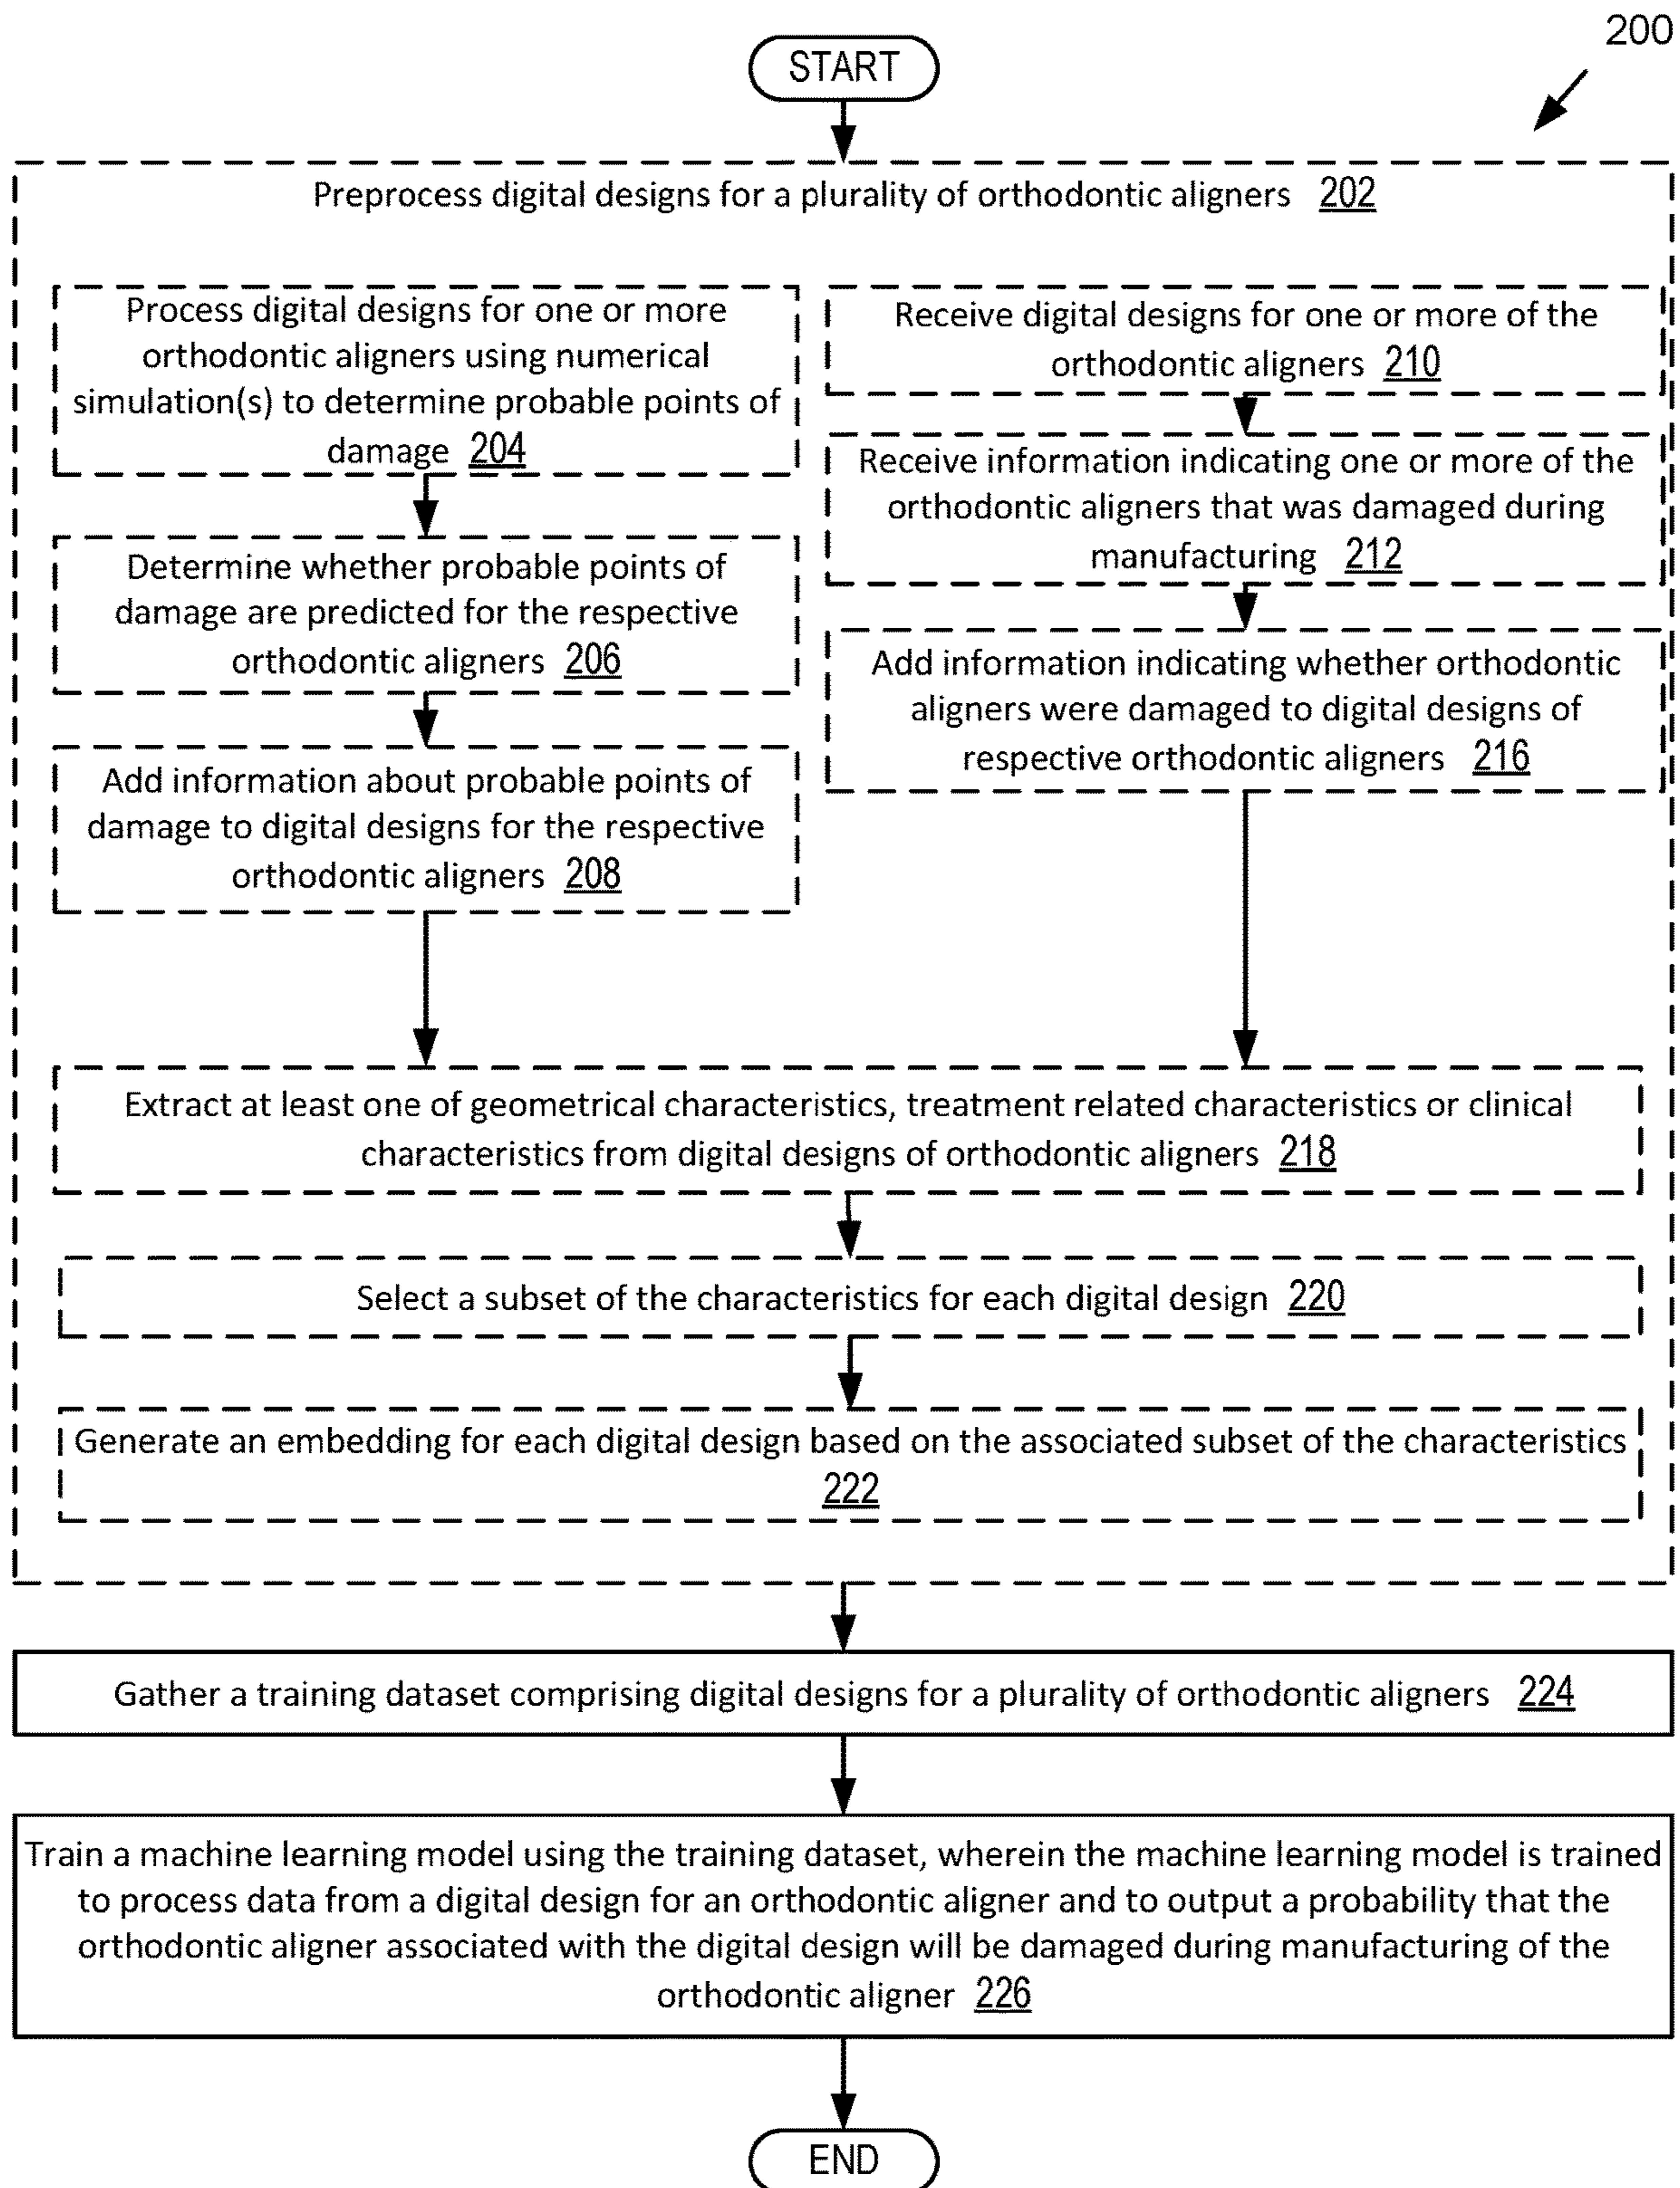 200
START
Preprocess digital designs for a plurality of orthodontic aligners 202
Process digital designs for one or more
orthodontic aligners using numerical
simulation(s) to determine probable points of
damage 204
Determine whether probable points of
damage are predicted for the respective
orthodontic aligners 206
Add information about probable points of
damage to digital designs for the respective
orthodontic aligners 208
Receive digital designs for one or more of the
orthodontic aligners 210
Receive information indicating one or more of the
orthodontic aligners that was damaged during
manufacturing 212
Add information indicating whether orthodontic
aligners were damaged to digital designs of
respective orthodontic aligners 216
Extract at least one of geometrical characteristics, treatment related characteristics or clinical
characteristics from digital designs of orthodontic aligners 218
Select a subset of the characteristics for each digital design 220
Generate an embedding for each digital design based on the associated subset of the characteristics
222
Gather a training dataset comprising digital designs for a plurality of orthodontic aligners 224
Train a machine learning model using the training dataset, wherein the machine learning model is trained
to process data from a digital design for an orthodontic aligner and to output a probability that the
orthodontic aligner associated with the digital design will be damaged during manufacturing of the
orthodontic aligner 226
END